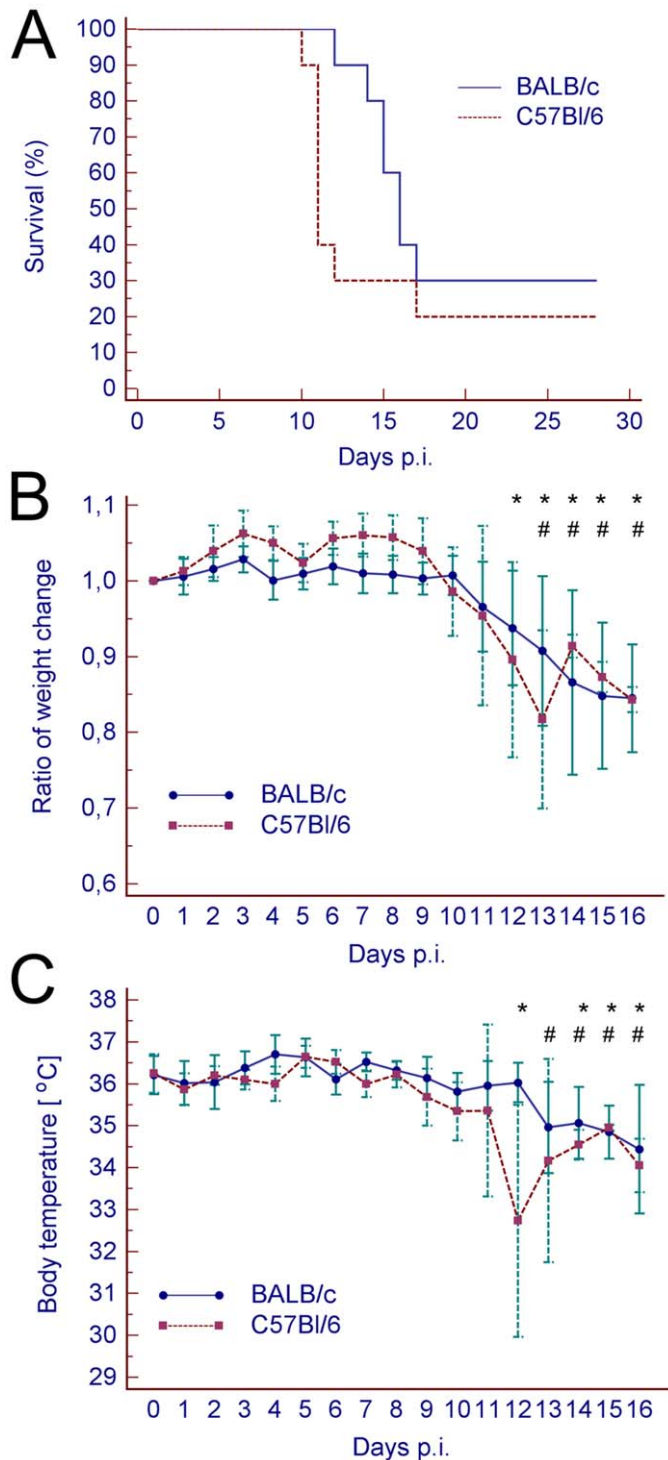 A
100
90
80
70
60
50
40
30
20
10
0
Survival (%)
BALB/c
C57Bl/6
0 5 10 15 20 25 30
Days p.i.
B
* * * * *
# # # #
1,1
1,0
0,9
0,8
0,7
0,6
Ratio of weight change
BALB/c
C57Bl/6
0 1 2 3 4 5 6 7 8 9 10 11 12 13 14 15 16
Days p.i.
C
* * * *
# # # #
38
37
36
35
34
33
32
31
30
29
Body temperature [ °C]
BALB/c
C57Bl/6
0 1 2 3 4 5 6 7 8 9 10 11 12 13 14 15 16
Days p.i.